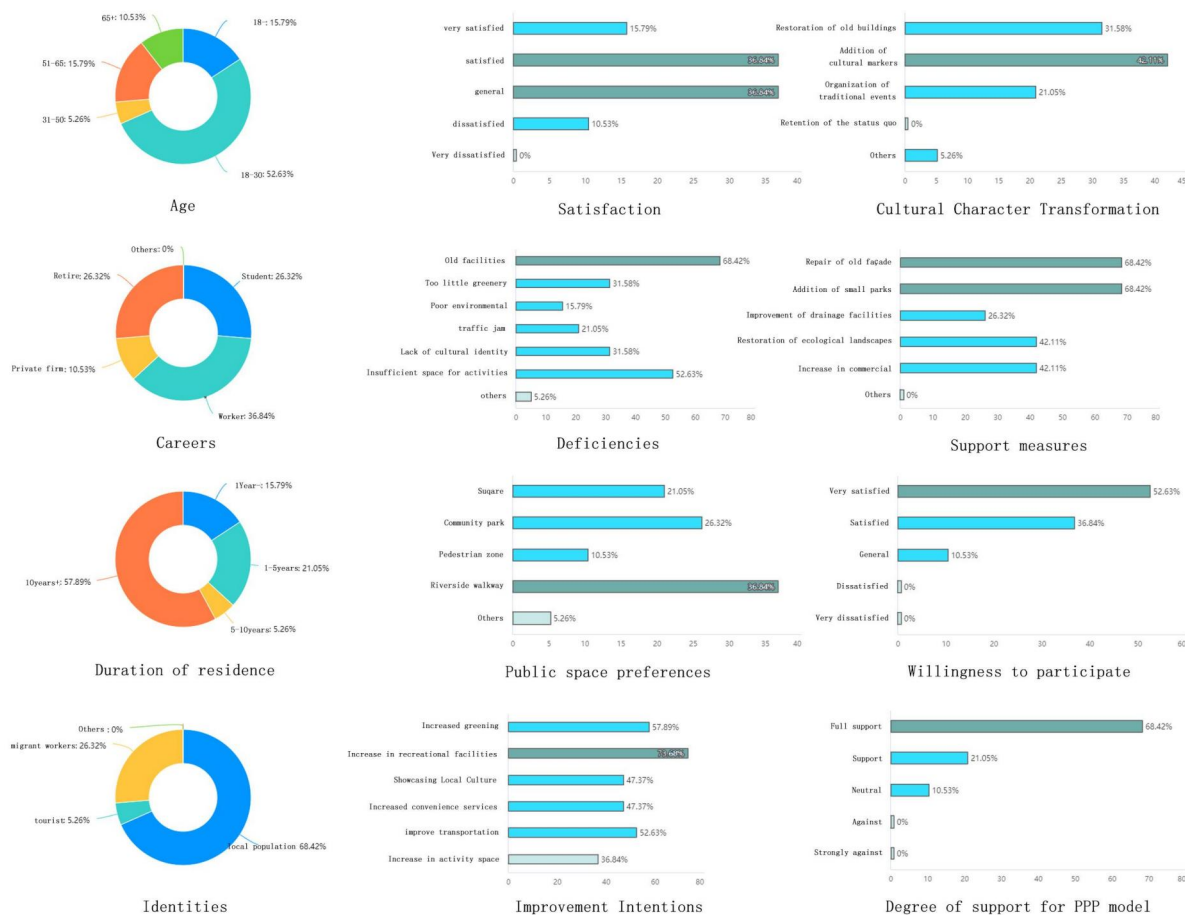 65+: 10.53%
18-: 15.79%
51-65: 15.79%
31-50: 5.26%
18-30: 52.63%
Age
very satisfied
15.79%
satisfied
36.84%
general
36.84%
dissatisfied
10.53%
Very dissatisfied
0%
0 5 10 15 20 25 30 35 40
Satisfaction
Restoration of old buildings
31.58%
Addition of
cultural markers
42.11%
Organization of
traditional events
21.05%
Retention of the status quo
0%
Others
5.26%
0 5 10 15 20 25 30 35 40 45
Cultural Character Transformation
Others: 0%
Retire: 26.32%
Student: 26.32%
Private firm: 10.53%
Worker: 36.84%
Careers
Old facilities
68.42%
Too little greenery
31.58%
Poor environmental
15.79%
traffic jam
21.05%
Lack of cultural identity
31.58%
Insufficient space for activities
52.63%
others
5.26%
0 10 20 30 40 50 60 70 80
Deficiencies
Repair of old façade
68.42%
Addition of small parks
68.42%
Improvement of drainage facilities
26.32%
Restoration of ecological landscapes
42.11%
Increase in commercial
42.11%
Others
0%
0 10 20 30 40 50 60 70 80
Support measures
1Year-: 15.79%
1-5years: 21.05%
10years+: 57.89%
5-10years: 5.26%
Duration of residence
Suqare
21.05%
Community park
26.32%
Pedestrian zone
10.53%
Riverside walkway
36.84%
Others
5.26%
0 5 10 15 20 25 30 35 40
Public space preferences
Very satisfied
52.63%
Satisfied
36.84%
General
10.53%
Dissatisfied
0%
Very dissatisfied
0%
0 10 20 30 40 50 60
Willingness to participate
Others : 0%
migrant workers: 26.32%
tourist: 5.26%
local population 68.42%
Identities
Increased greening
57.89%
Increase in recreational facilities
73.68%
Showcasing Local Culture
47.37%
Increased convenience services
47.37%
improve transportation
52.63%
Increase in activity space
36.84%
0 20 40 60 80
Improvement Intentions
Full support
68.42%
Support
21.05%
Neutral
10.53%
Against
0%
Strongly against
0%
0 10 20 30 40 50 60 70 80
Degree of support for PPP model